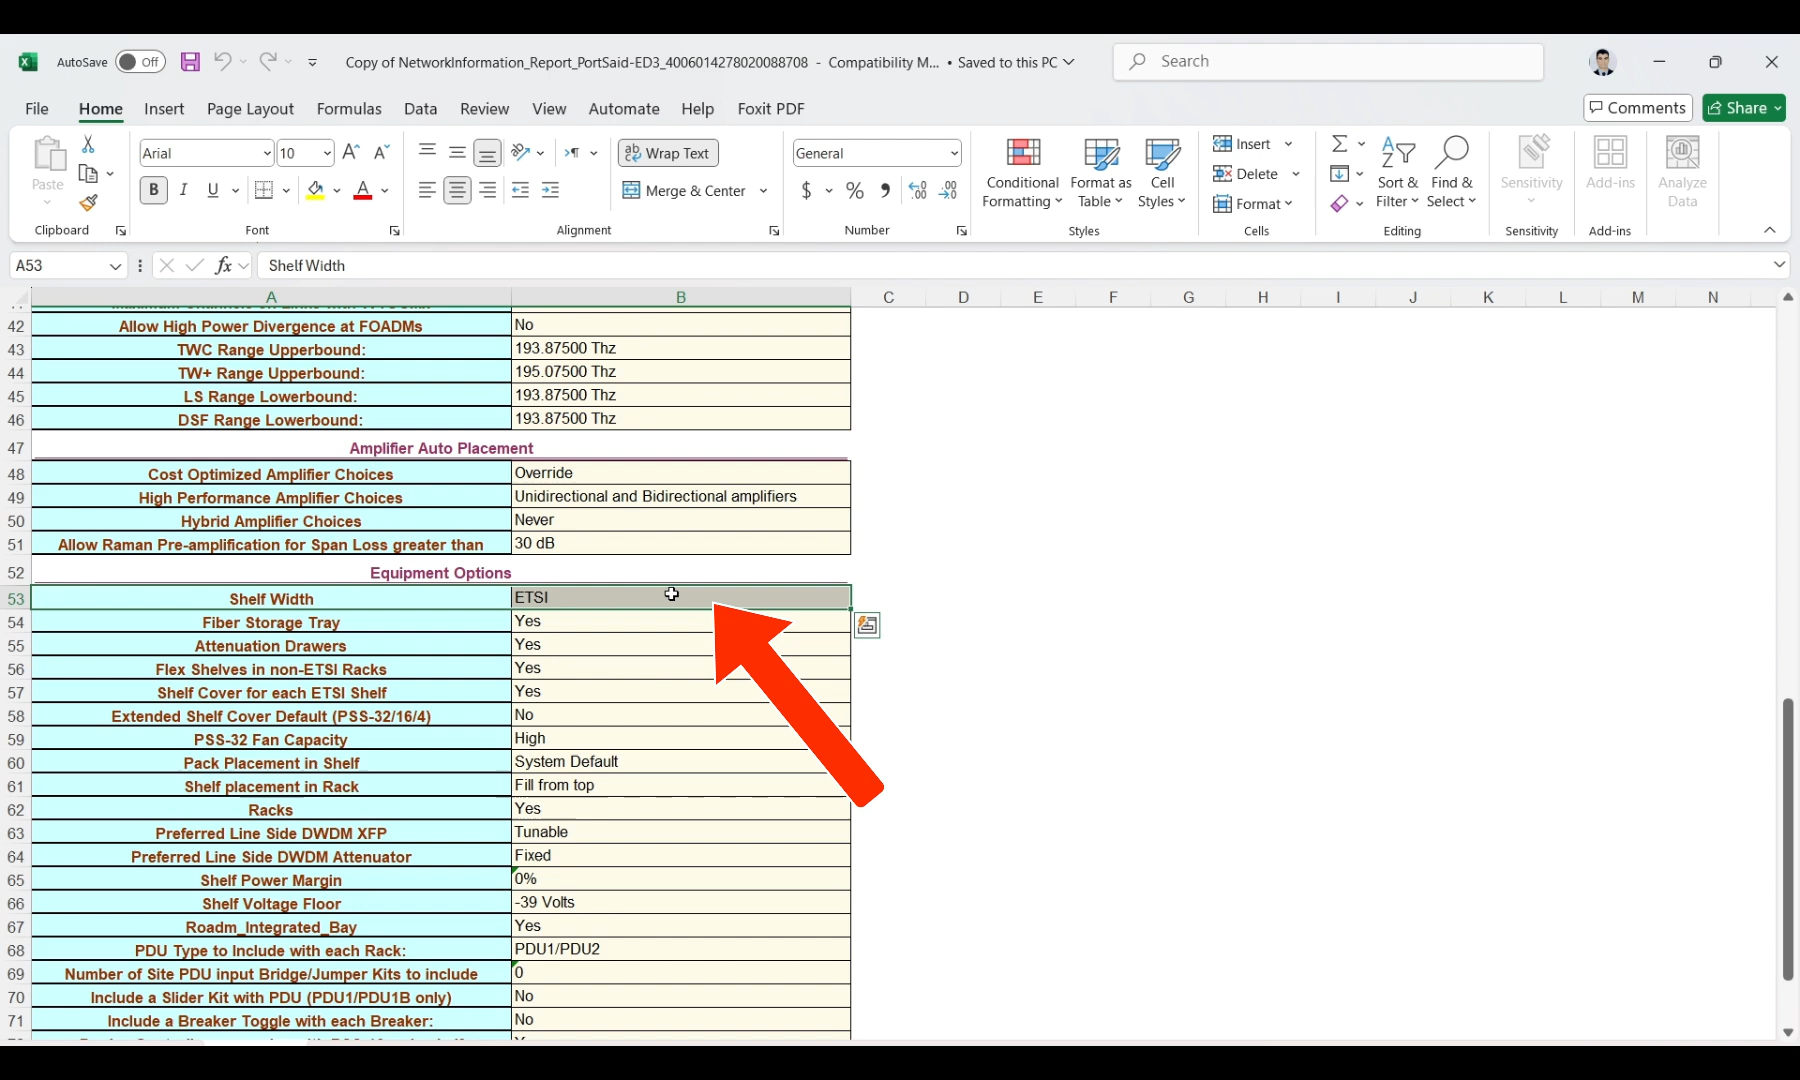 AutoSave Off Copy of NetworkInformation_Report_PortSaid-ED3_4006014278020088708 - Compatibility M... • Saved to this PC Search
File Home Insert Page Layout Formulas Data Review View Automate Help Foxit PDF Comments Share
Paste Arial 10 Wrap Text General Conditional Formatting Format as Table Cell Styles Insert Sort & Filter Find & Select Sensitivity Add-ins Analyze Data
B I U Merge & Center $ % Delete
Format
Clipboard Font Alignment Number Styles Cells Editing Sensitivity Add-ins
A53 fx Shelf Width
A B C D E F G H I J K L M N
42 Allow High Power Divergence at FOADMs No
43 TWC Range Upperbound: 193.87500 Thz
44 TW+ Range Upperbound: 195.07500 Thz
45 LS Range Lowerbound: 193.87500 Thz
46 DSF Range Lowerbound: 193.87500 Thz
47 Amplifier Auto Placement
48 Cost Optimized Amplifier Choices Override
49 High Performance Amplifier Choices Unidirectional and Bidirectional amplifiers
50 Hybrid Amplifier Choices Never
51 Allow Raman Pre-amplification for Span Loss greater than 30 dB
52 Equipment Options
53 Shelf Width ETSI
54 Fiber Storage Tray Yes
55 Attenuation Drawers Yes
56 Flex Shelves in non-ETSI Racks Yes
57 Shelf Cover for each ETSI Shelf Yes
58 Extended Shelf Cover Default (PSS-32/16/4) No
59 PSS-32 Fan Capacity High
60 Pack Placement in Shelf System Default
61 Shelf placement in Rack Fill from top
62 Racks Yes
63 Preferred Line Side DWDM XFP Tunable
64 Preferred Line Side DWDM Attenuator Fixed
65 Shelf Power Margin 0%
66 Shelf Voltage Floor -39 Volts
67 Roadm_Integrated_Bay Yes
68 PDU Type to Include with each Rack: PDU1/PDU2
69 Number of Site PDU input Bridge/Jumper Kits to include 0
70 Include a Slider Kit with PDU (PDU1/PDU1B only) No
71 Include a Breaker Toggle with each Breaker: No